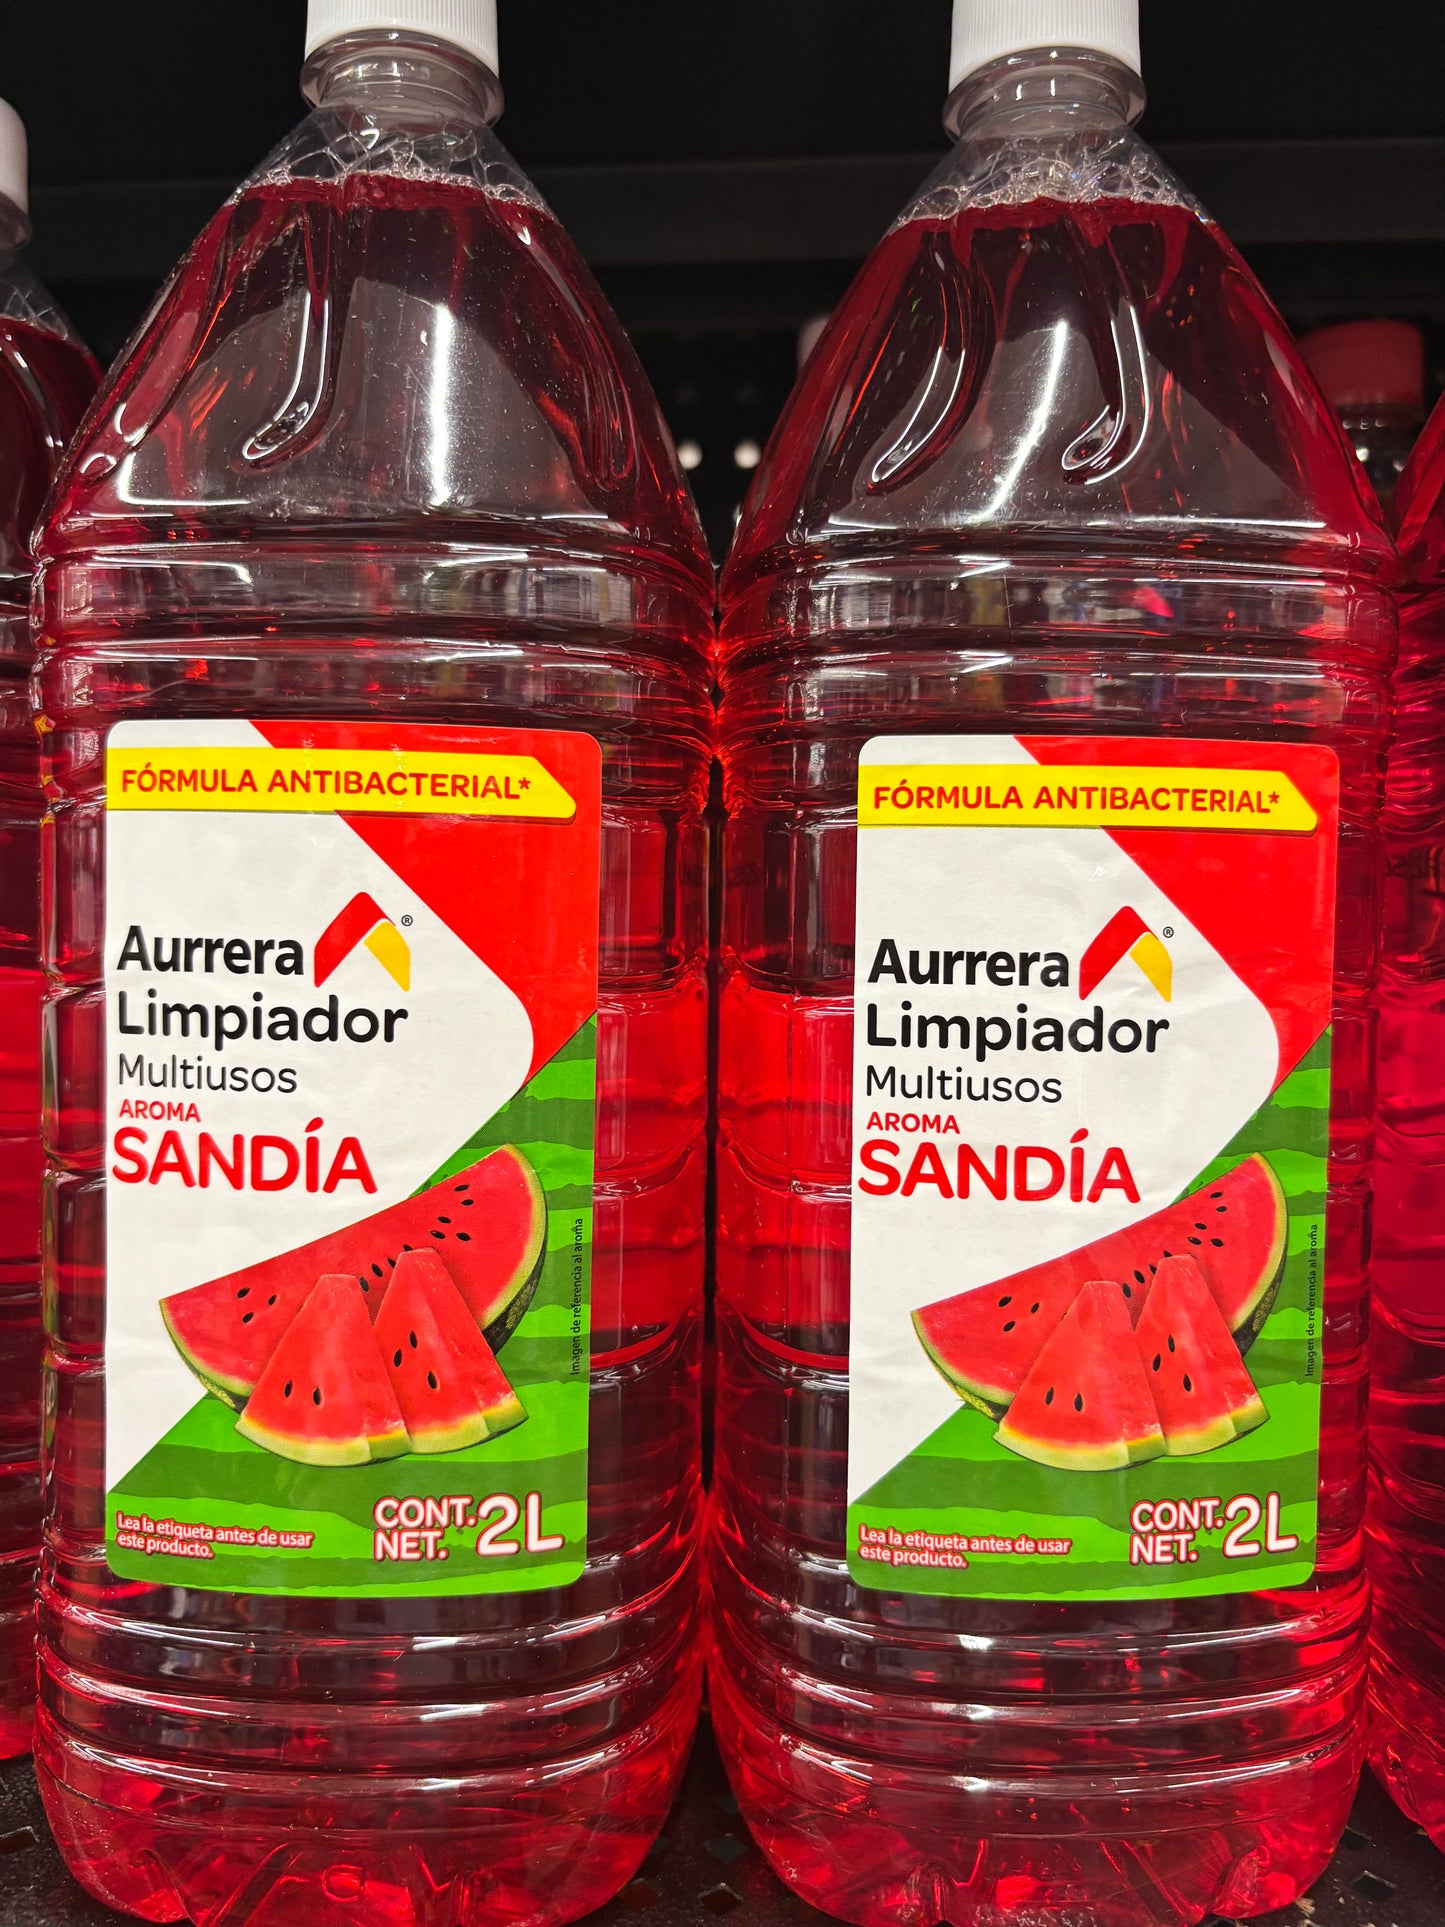 FÓRMULA ANTIBACTERIAL*
Aurrera ®
Limpiador
Multiusos
AROMA
SANDÍA
Imagen de referencia al aroma
Lea la etiqueta antes de usar
este producto.
CONT.
NET. 2L
FÓRMULA ANTIBACTERIAL*
Aurrera ®
Limpiador
Multiusos
AROMA
SANDÍA
Imagen de referencia al aroma
Lea la etiqueta antes de usar
este producto.
CONT.
NET. 2L